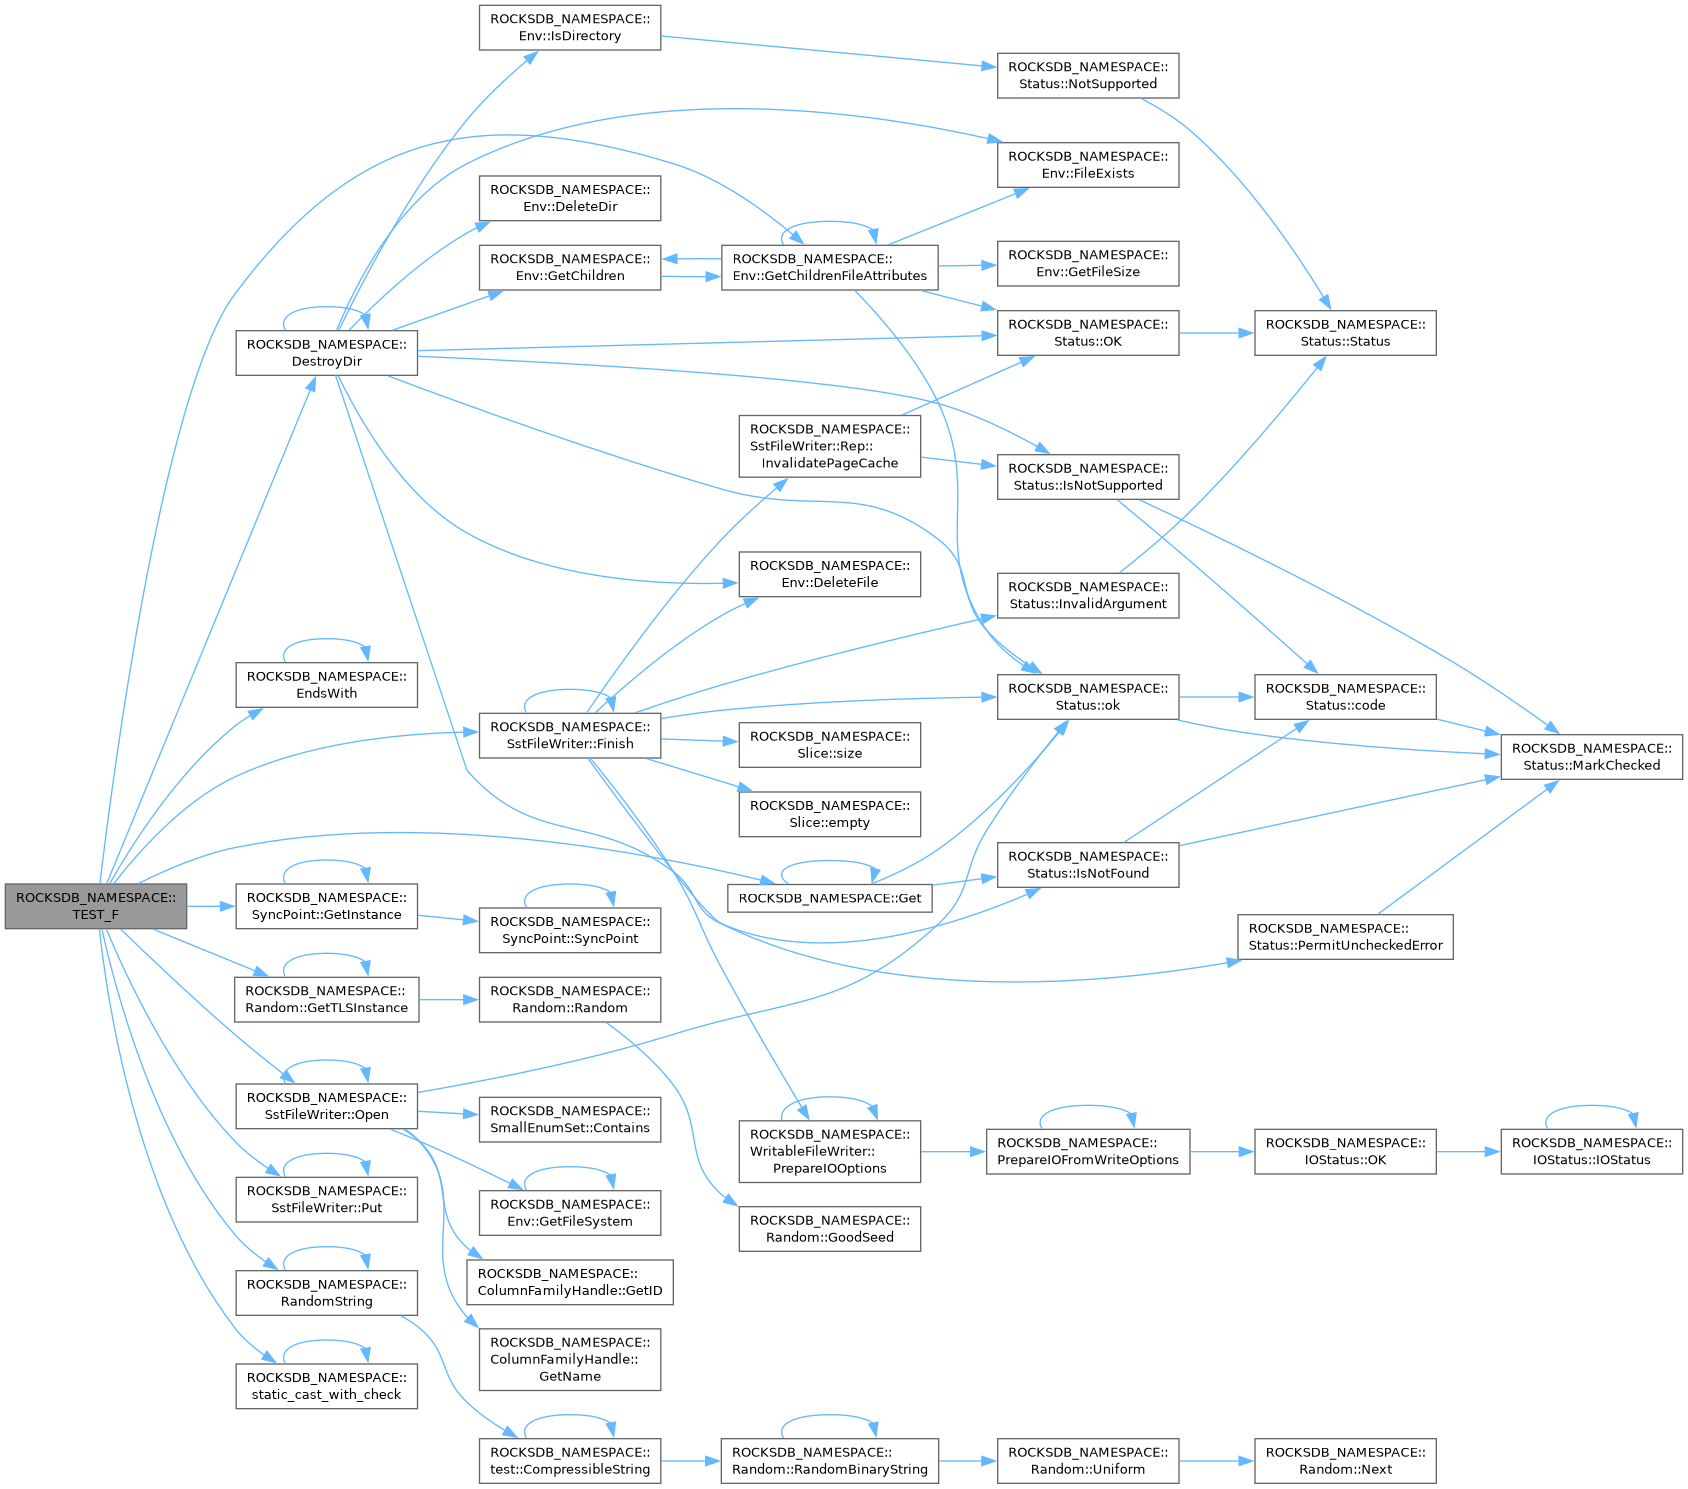 ROCKSDB_NAMESPACE::
TEST_F
ROCKSDB_NAMESPACE::
DestroyDir
ROCKSDB_NAMESPACE::
EndsWith
ROCKSDB_NAMESPACE::
SyncPoint::GetInstance
ROCKSDB_NAMESPACE::
Random::GetTLSInstance
ROCKSDB_NAMESPACE::
SstFileWriter::Open
ROCKSDB_NAMESPACE::
SstFileWriter::Put
ROCKSDB_NAMESPACE::
RandomString
ROCKSDB_NAMESPACE::
static_cast_with_check
ROCKSDB_NAMESPACE::
Env::IsDirectory
ROCKSDB_NAMESPACE::
Env::DeleteDir
ROCKSDB_NAMESPACE::
Env::GetChildren
ROCKSDB_NAMESPACE::
SstFileWriter::Finish
ROCKSDB_NAMESPACE::
SyncPoint::SyncPoint
ROCKSDB_NAMESPACE::
Random::Random
ROCKSDB_NAMESPACE::
SmallEnumSet::Contains
ROCKSDB_NAMESPACE::
Env::GetFileSystem
ROCKSDB_NAMESPACE::
ColumnFamilyHandle::GetID
ROCKSDB_NAMESPACE::
ColumnFamilyHandle::
GetName
ROCKSDB_NAMESPACE::
test::CompressibleString
ROCKSDB_NAMESPACE::
Env::GetChildrenFileAttributes
ROCKSDB_NAMESPACE::
SstFileWriter::Rep::
InvalidatePageCache
ROCKSDB_NAMESPACE::
Env::DeleteFile
ROCKSDB_NAMESPACE::
Slice::size
ROCKSDB_NAMESPACE::
Slice::empty
ROCKSDB_NAMESPACE::Get
ROCKSDB_NAMESPACE::
WritableFileWriter::
PrepareIOOptions
ROCKSDB_NAMESPACE::
Random::GoodSeed
ROCKSDB_NAMESPACE::
Random::RandomBinaryString
ROCKSDB_NAMESPACE::
Status::NotSupported
ROCKSDB_NAMESPACE::
Env::FileExists
ROCKSDB_NAMESPACE::
Env::GetFileSize
ROCKSDB_NAMESPACE::
Status::OK
ROCKSDB_NAMESPACE::
Status::IsNotSupported
ROCKSDB_NAMESPACE::
Status::InvalidArgument
ROCKSDB_NAMESPACE::
Status::ok
ROCKSDB_NAMESPACE::
Status::IsNotFound
ROCKSDB_NAMESPACE::
PrepareIOFromWriteOptions
ROCKSDB_NAMESPACE::
Random::Uniform
ROCKSDB_NAMESPACE::
Status::Status
ROCKSDB_NAMESPACE::
Status::code
ROCKSDB_NAMESPACE::
Status::PermitUncheckedError
ROCKSDB_NAMESPACE::
IOStatus::OK
ROCKSDB_NAMESPACE::
Random::Next
ROCKSDB_NAMESPACE::
Status::MarkChecked
ROCKSDB_NAMESPACE::
IOStatus::IOStatus